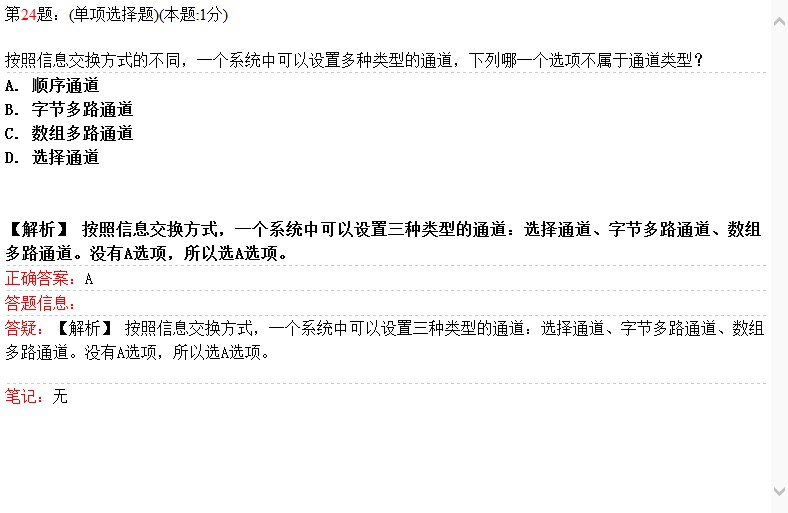 第24题：(单项选择题)(本题:1分)
按照信息交换方式的不同，一个系统中可以设置多种类型的通道，下列哪一个选项不属于通道类型？
A. 顺序通道
B. 字节多路通道
C. 数组多路通道
D. 选择通道
【解析】 按照信息交换方式，一个系统中可以设置三种类型的通道：选择通道、字节多路通道、数组
多路通道。没有A选项，所以选A选项。
正确答案：A
答题信息：
答疑：【解析】 按照信息交换方式，一个系统中可以设置三种类型的通道：选择通道、字节多路通道、数组
多路通道。没有A选项，所以选A选项。
笔记：无